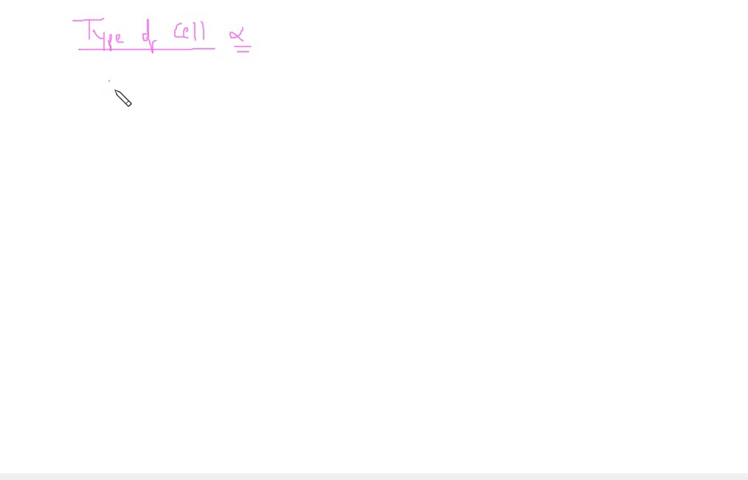 Type of Cell α